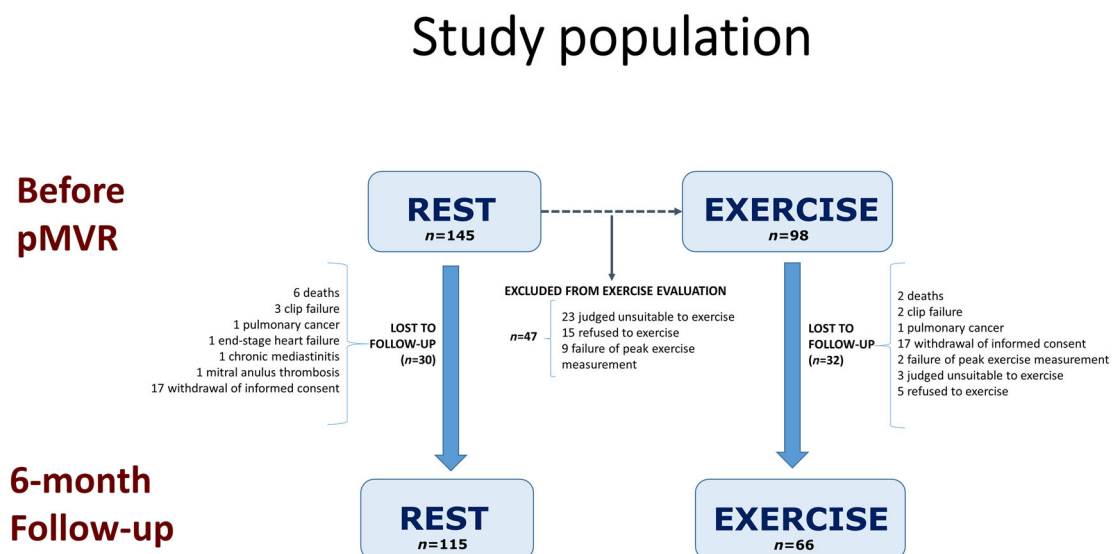 Study population
Before
pMVR
REST
n=145
EXERCISE
n=98
6 deaths
3 clip failure
1 pulmonary cancer
1 end-stage heart failure
1 chronic mediastinitis
1 mitral anulus thrombosis
17 withdrawal of informed consent
LOST TO
FOLLOW-UP
(n=30)
EXCLUDED FROM EXERCISE EVALUATION
n=47
23 judged unsuitable to exercise
15 refused to exercise
9 failure of peak exercise
measurement
LOST TO
FOLLOW-UP
(n=32)
2 deaths
2 clip failure
1 pulmonary cancer
17 withdrawal of informed consent
2 failure of peak exercise measurement
3 judged unsuitable to exercise
5 refused to exercise
6-month
Follow-up
REST
n=115
EXERCISE
n=66